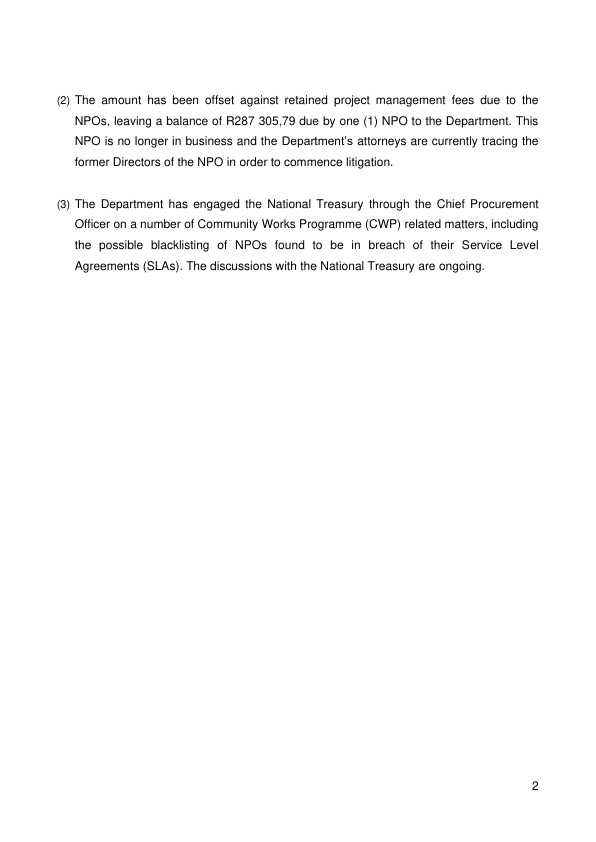 (2) The amount has been offset against retained project management fees due to the
NPOs, leaving a balance of R287 305,79 due by one (1) NPO to the Department. This
NPO is no longer in business and the Department’s attorneys are currently tracing the
former Directors of the NPO in order to commence litigation.
(3) The Department has engaged the National Treasury through the Chief Procurement
Officer on a number of Community Works Programme (CWP) related matters, including
the possible blacklisting of NPOs found to be in breach of their Service Level
Agreements (SLAs). The discussions with the National Treasury are ongoing.
2